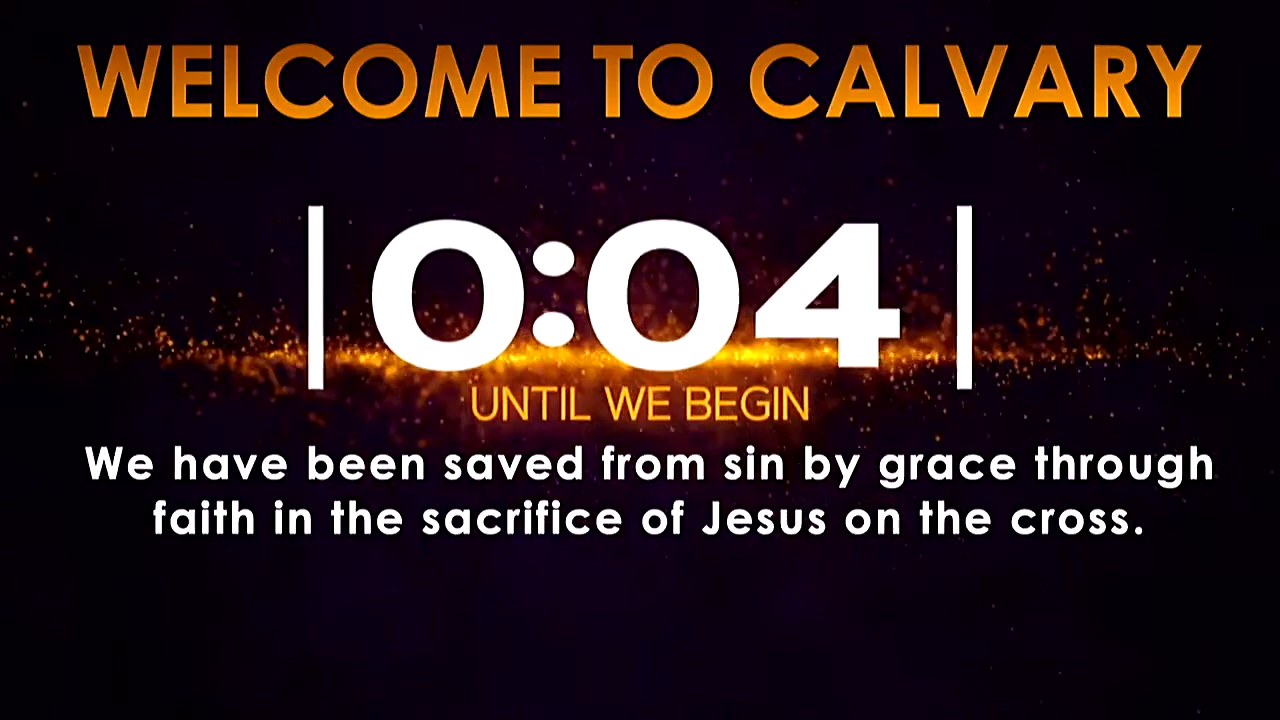 WELCOME TO CALVARY
|0:04|
UNTIL WE BEGIN
We have been saved from sin by grace through
faith in the sacrifice of Jesus on the cross.